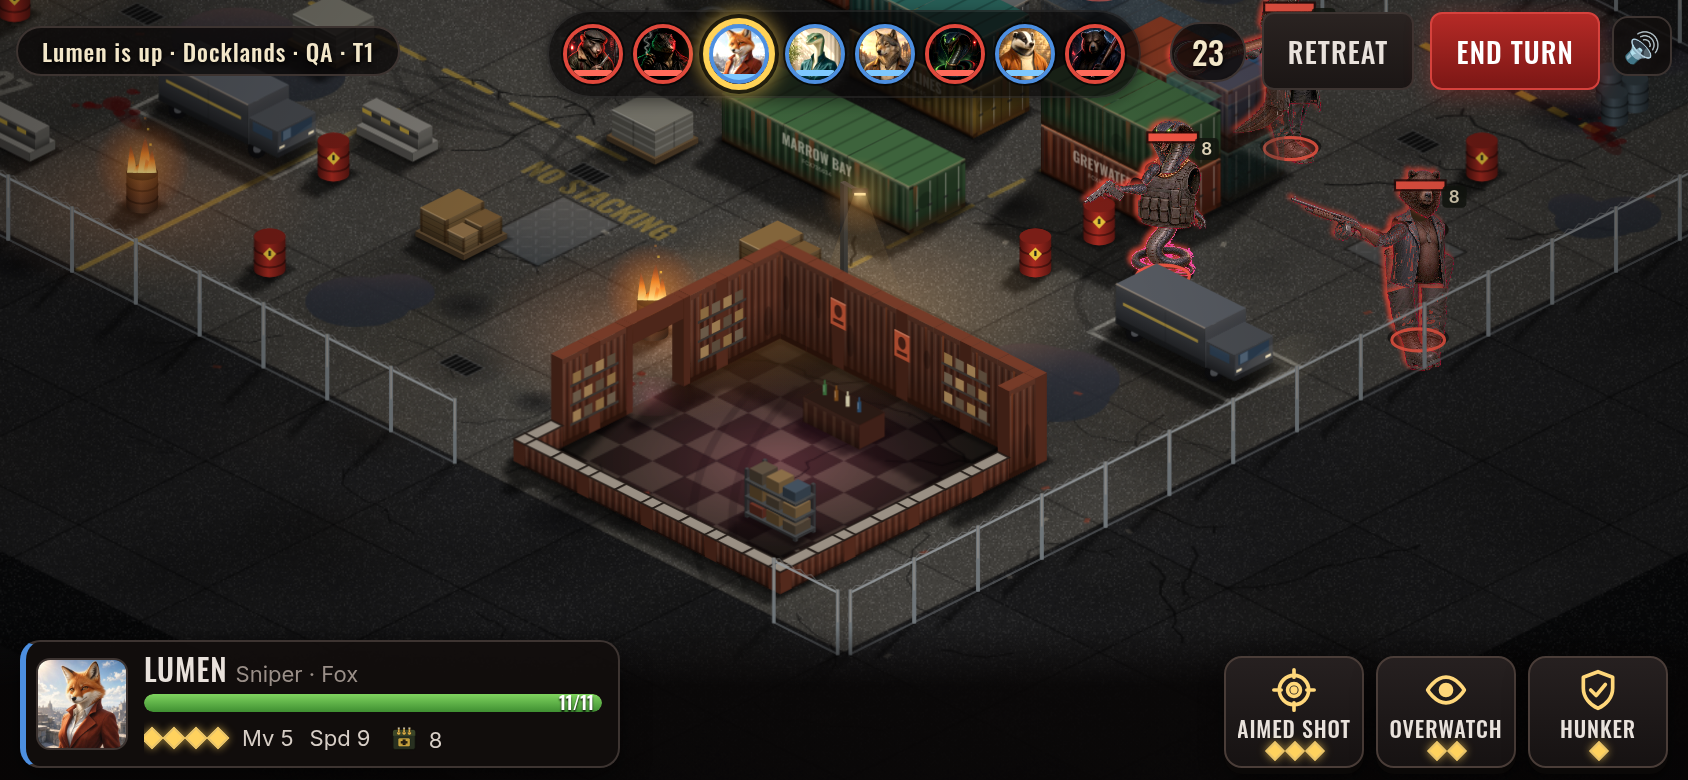 Lumen is up · Docklands · QA · T1
23
RETREAT
END TURN
07
MARROW BAY
GREYWATER
NO STACKING
8
8
LUMEN Sniper · Fox
11/11
Mv 5 Spd 9 8
AIMED SHOT
OVERWATCH
HUNKER